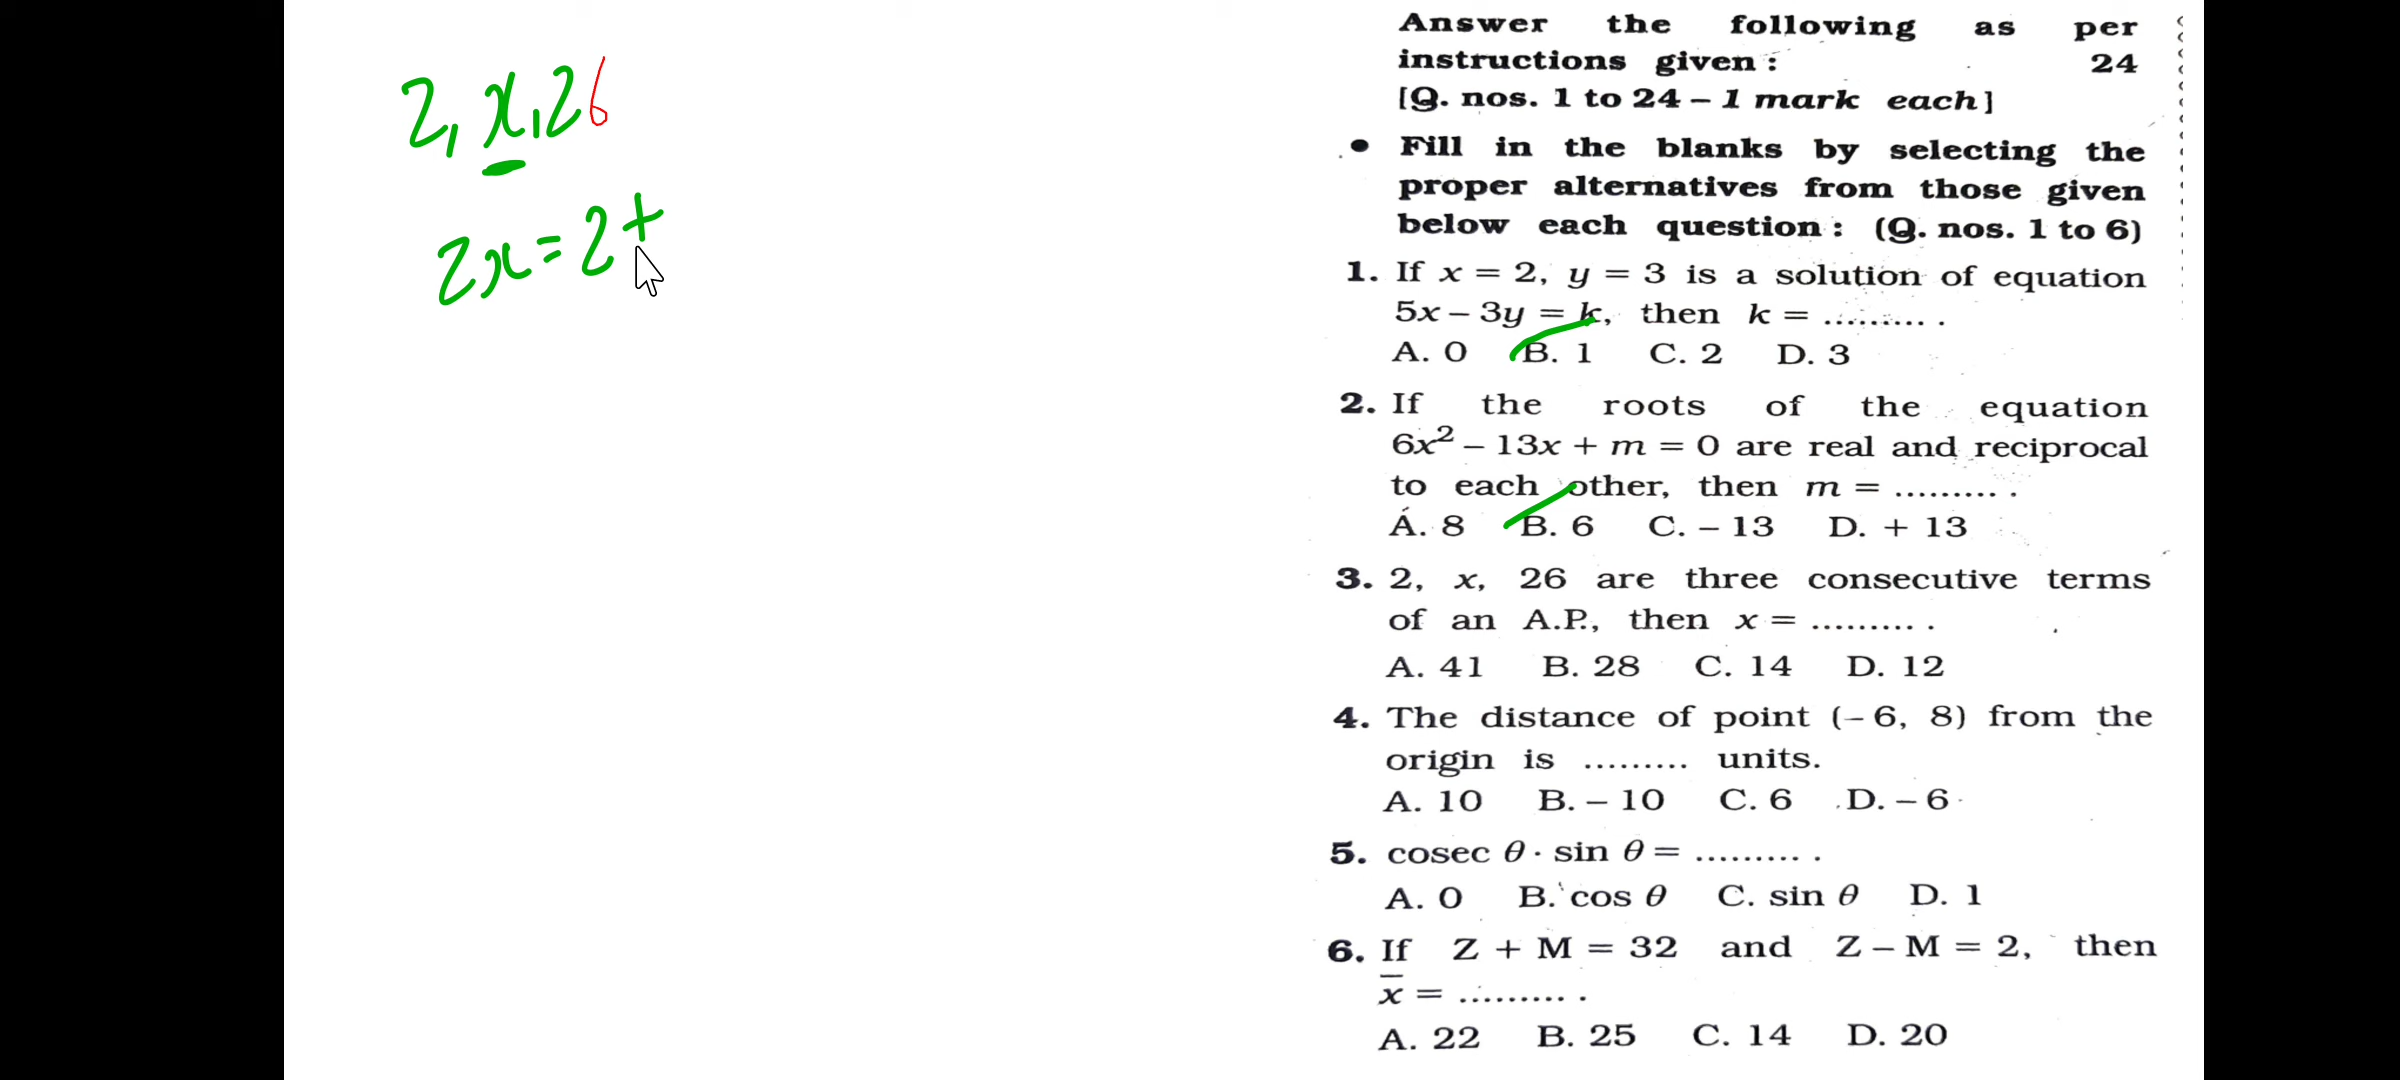 2, x, 26
2x = 2 +
Answer the following as per
instructions given : 24
[Q. nos. 1 to 24 – 1 mark each]
• Fill in the blanks by selecting the
proper alternatives from those given
below each question : (Q. nos. 1 to 6)
1. If x = 2, y = 3 is a solution of equation
5x – 3y = k, then k = ......... .
A. 0 B. 1 C. 2 D. 3
2. If the roots of the equation
6x² – 13x + m = 0 are real and reciprocal
to each other, then m = ......... .
A. 8 B. 6 C. – 13 D. + 13
3. 2, x, 26 are three consecutive terms
of an A.P., then x = ......... .
A. 41 B. 28 C. 14 D. 12
4. The distance of point (– 6, 8) from the
origin is ......... units.
A. 10 B. – 10 C. 6 D. – 6
5. cosec θ · sin θ = ......... .
A. 0 B. cos θ C. sin θ D. 1
6. If Z + M = 32 and Z – M = 2, then
x̅ = ......... .
A. 22 B. 25 C. 14 D. 20